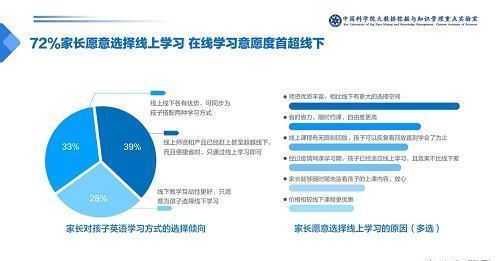 中国科学院大数据挖掘与知识管理重点实验室
Key Laboratory of Big Data Mining and Knowledge Management, Chinese Academy of Sciences
72%家长愿意选择线上学习 在线学习意愿度首超线下
33%
39%
28%
线上线下各有优势，可同步为
孩子搭配两种学习方式
线上师资和产品已经赶上甚至超越线下，
而且便捷省时，只通过线上学习即可
线下教学互动性更好，只愿
意为孩子选择线下学习
家长对孩子英语学习方式的选择倾向
师资优质丰富，相比线下有更大的选择空间
省时省力，随时约课，自由度更高
线上课程有无限制回放，孩子可以反复看回放直到学会了为止
经过疫情网课学习期，孩子已经适应线上学习，且效果不比线下差
家长能够随时随地监看孩子的上课内容，放心
价格相较线下课程更优惠
家长愿意选择线上学习的原因（多选）